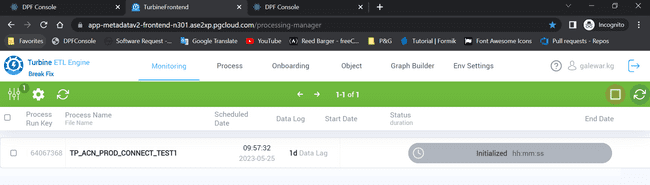 DPF Console
TurbineFrontend
DPF Console
app-metadatav2-frontend-n301.ase2xp.pgcloud.com/processing-manager
Incognito
Favorites
DPFConsole
Software Request -...
Google Translate
YouTube
Reed Barger - freeC...
P&G
Tutorial | Formik
Font Awesome Icons
Pull requests - Repos
Turbine ETL Engine
Break Fix
Monitoring
Process
Onboarding
Object
Graph Builder
Env Settings
galewar.kg
1
1-1 of 1
Process
Run Key
Process Name
File Name
Scheduled
Date
Data Log
Start Date
Status
duration
End Date
64067368
TP_ACN_PROD_CONNECT_TEST1
09:57:32
2023-05-25
1d Data Lag
Initialized hh:mm:ss